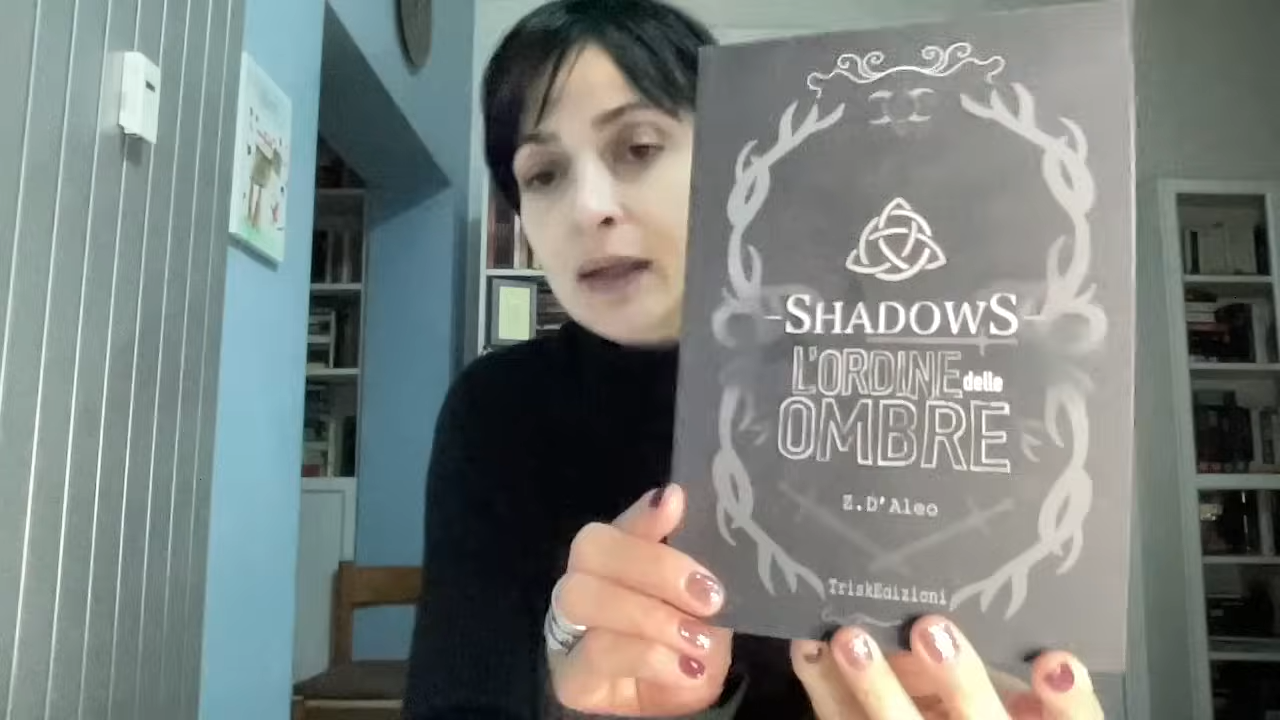 SHADOWS
L'ORDINE delle
OMBRE
Z.D'Aleo
TriskEdizioni